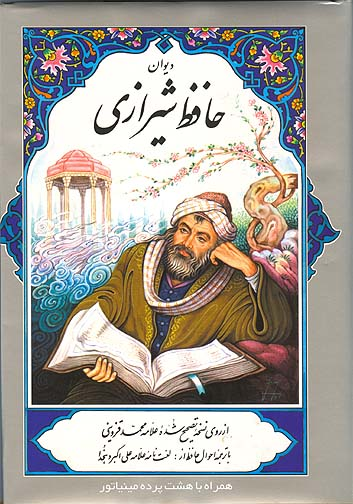 دیوان
حافظ شیرازی
از روی نسخه تصحیح شدهٔ علامه محمد قزوینی
با ترجمه احوال حافظ از: لغت نامه علامه علی اکبر دهخدا
همراه با هشت پرده مینیاتور